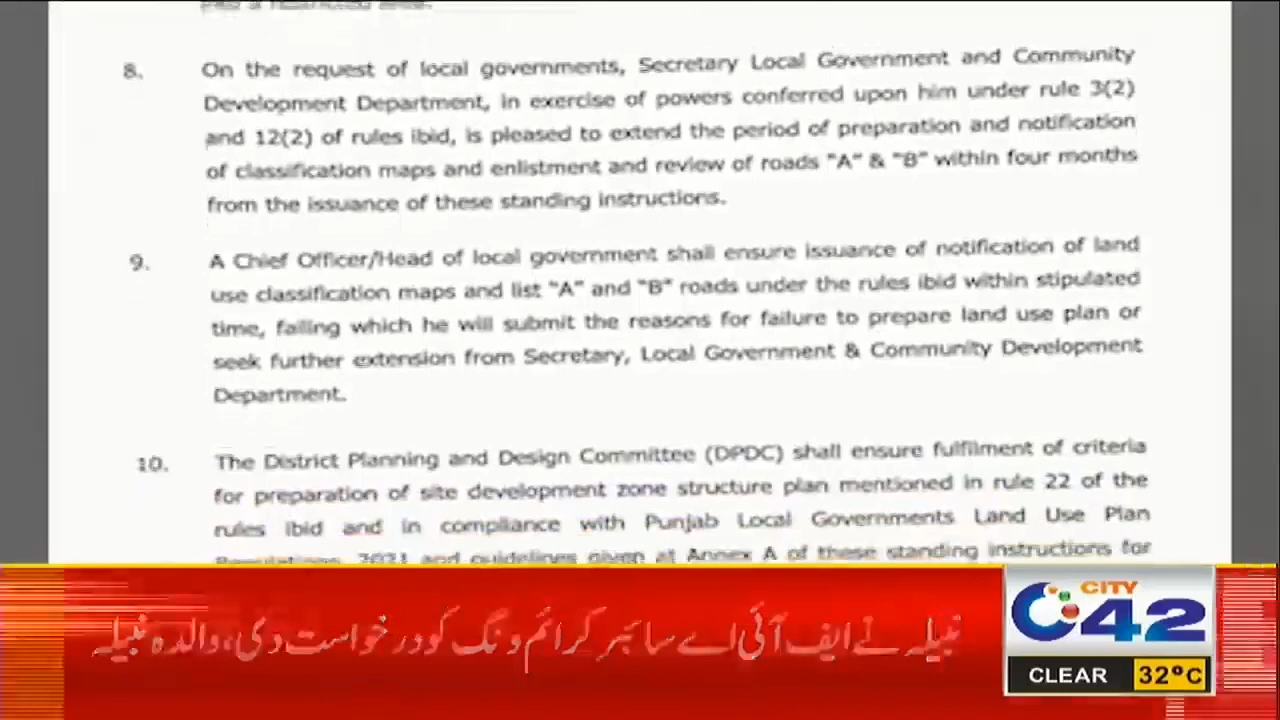 8. On the request of local governments, Secretary Local Government and Community
Development Department, in exercise of powers conferred upon him under rule 3(2)
and 12(2) of rules ibid, is pleased to extend the period of preparation and notification
of classification maps and enlistment and review of roads "A" & "B" within four months
from the issuance of these standing instructions.
9. A Chief Officer/Head of local government shall ensure issuance of notification of land
use classification maps and list "A" and "B" roads under the rules ibid within stipulated
time, failing which he will submit the reasons for failure to prepare land use plan or
seek further extension from Secretary, Local Government & Community Development
Department.
10. The District Planning and Design Committee (DPDC) shall ensure fulfilment of criteria
for preparation of site development zone structure plan mentioned in rule 22 of the
rules ibid and in compliance with Punjab Local Governments Land Use Plan
Regulations, 2021 and guidelines given at Annex A of these standing instructions for
نبیلہ نے ایف آئی اے سائبر کرائم ونگ کو درخواست دی، والدہ نبیلہ
CITY
42
CLEAR 32°C